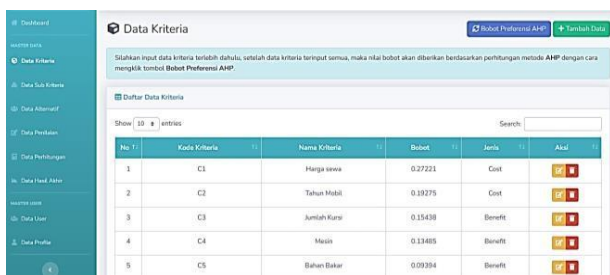 Dashboard
MASTER DATA
Data Kriteria
Data Sub Kriteria
Data Alternatif
Data Penilaian
Data Perhitungan
Data Hasil Akhir
MASTER USER
Data User
Data Profile
Data Kriteria
Bobot Preferensi AHP
+ Tambah Data
Silahkan input data kriteria terlebih dahulu, setelah data kriteria terinput semua, maka nilai bobot akan diberikan berdasarkan perhitungan metode AHP dengan cara
mengklik tombol Bobot Preferensi AHP.
Daftar Data Kriteria
Show 10 entries
Search:
No Kode Kriteria Nama Kriteria Bobot Jenis Aksi
1 C1 Harga sewa 0.27221 Cost
2 C2 Tahun Mobil 0.19275 Cost
3 C3 Jumlah Kursi 0.15438 Benefit
4 C4 Mesin 0.13485 Benefit
5 C5 Bahan Bakar 0.09394 Benefit